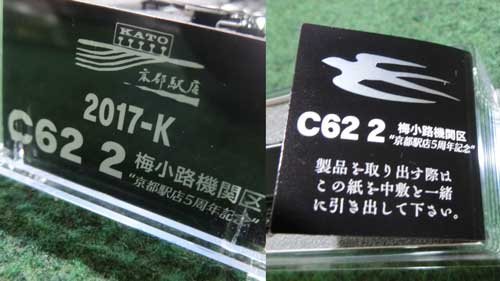 KATO
京都駅店
2017-K
C62 2 梅小路機関区
"京都駅店5周年記念"
C62 2 梅小路機関区
"京都駅店5周年記念"
製品を取り出す際は
この紙を中敷と一緒
に引き出して下さい。